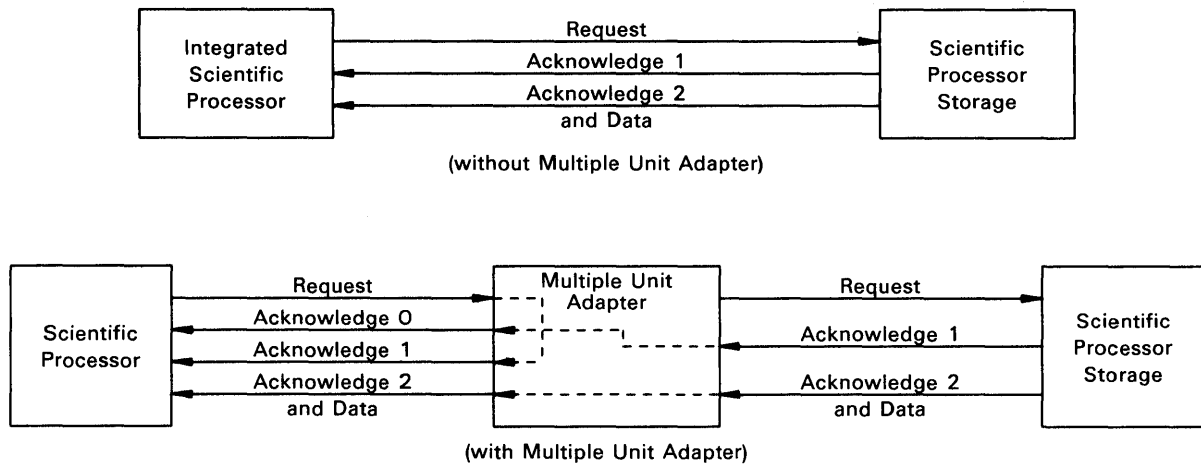 Integrated
Scientific
Processor
Request
Acknowledge 1
Acknowledge 2
and Data
Scientific
Processor
Storage
(without Multiple Unit Adapter)
Scientific
Processor
Request
Acknowledge 0
Acknowledge 1
Acknowledge 2
and Data
Multiple Unit
Adapter
Request
Acknowledge 1
Acknowledge 2
and Data
Scientific
Processor
Storage
(with Multiple Unit Adapter)